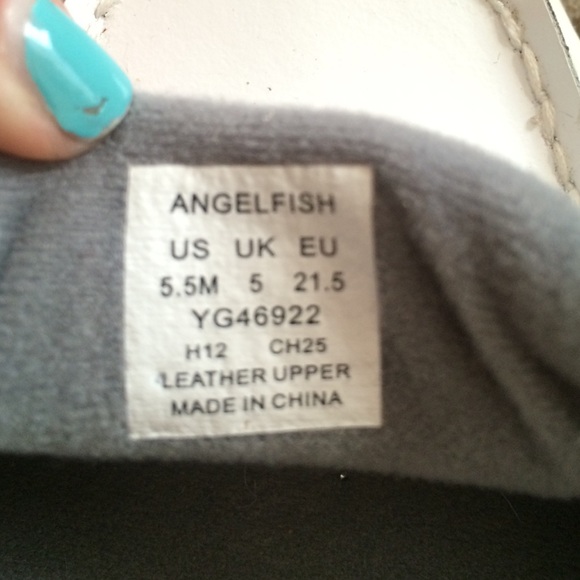 ANGELFISH
US UK EU
5.5M 5 21.5
YG46922
H12 CH25
LEATHER UPPER
MADE IN CHINA